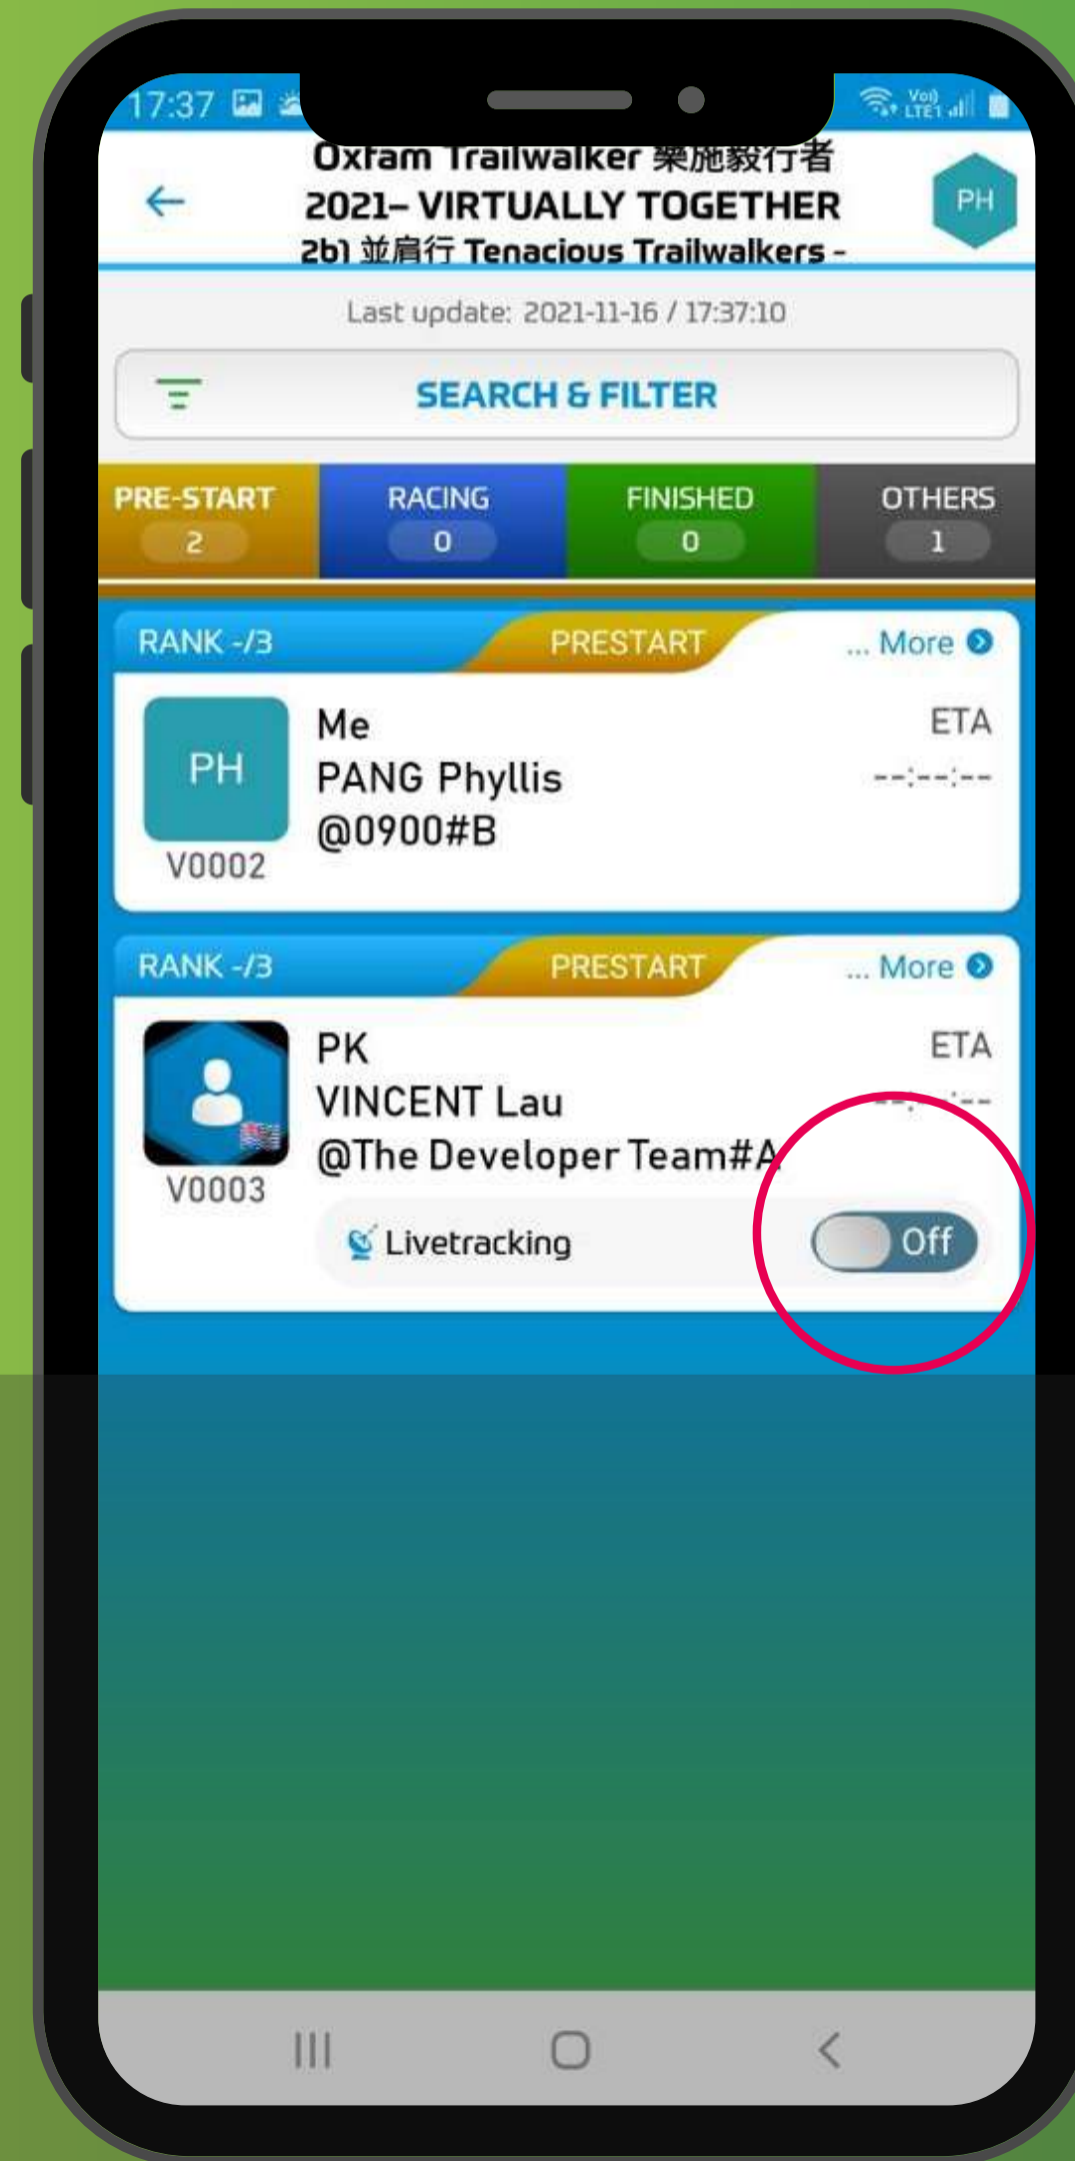 17:37
Voi) LTE1
Oxfam Trailwalker 樂施毅行者
2021– VIRTUALLY TOGETHER
2b) 並肩行 Tenacious Trailwalkers -
PH
Last update: 2021-11-16 / 17:37:10
SEARCH & FILTER
PRE-START
2
RACING
0
FINISHED
0
OTHERS
1
RANK -/3
PRESTART
... More
PH
V0002
Me
PANG Phyllis
@0900#B
ETA
--:--:--
RANK -/3
PRESTART
... More
V0003
PK
VINCENT Lau
@The Developer Team#A
ETA
--:--:--
Livetracking
Off